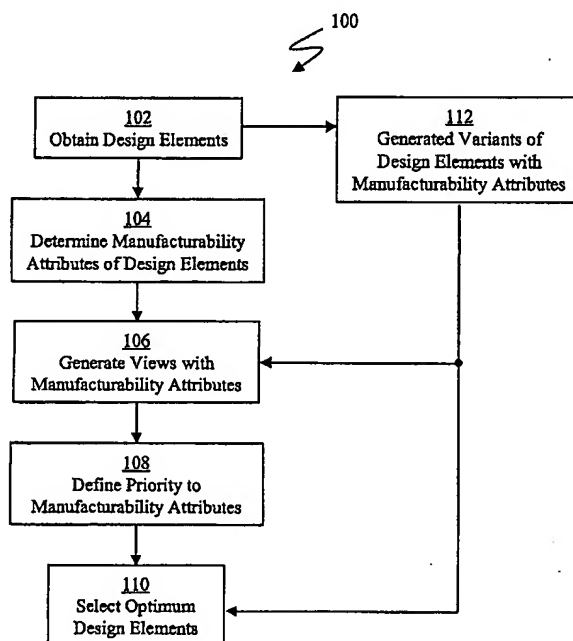 100
102
Obtain Design Elements
112
Generated Variants of
Design Elements with
Manufacturability Attributes
104
Determine Manufacturability
Attributes of Design Elements
106
Generate Views with
Manufacturability Attributes
108
Define Priority to
Manufacturability Attributes
110
Select Optimum
Design Elements